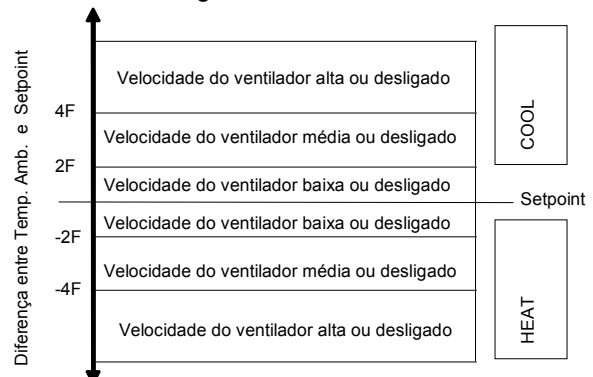 Velocidade do ventilador alta ou desligado
4F
Velocidade do ventilador média ou desligado
2F
Velocidade do ventilador baixa ou desligado
Setpoint
Velocidade do ventilador baixa ou desligado
-2F
Velocidade do ventilador média ou desligado
-4F
Velocidade do ventilador alta ou desligado
Diferença entre Temp. Amb. e Setpoint
COOL
HEAT